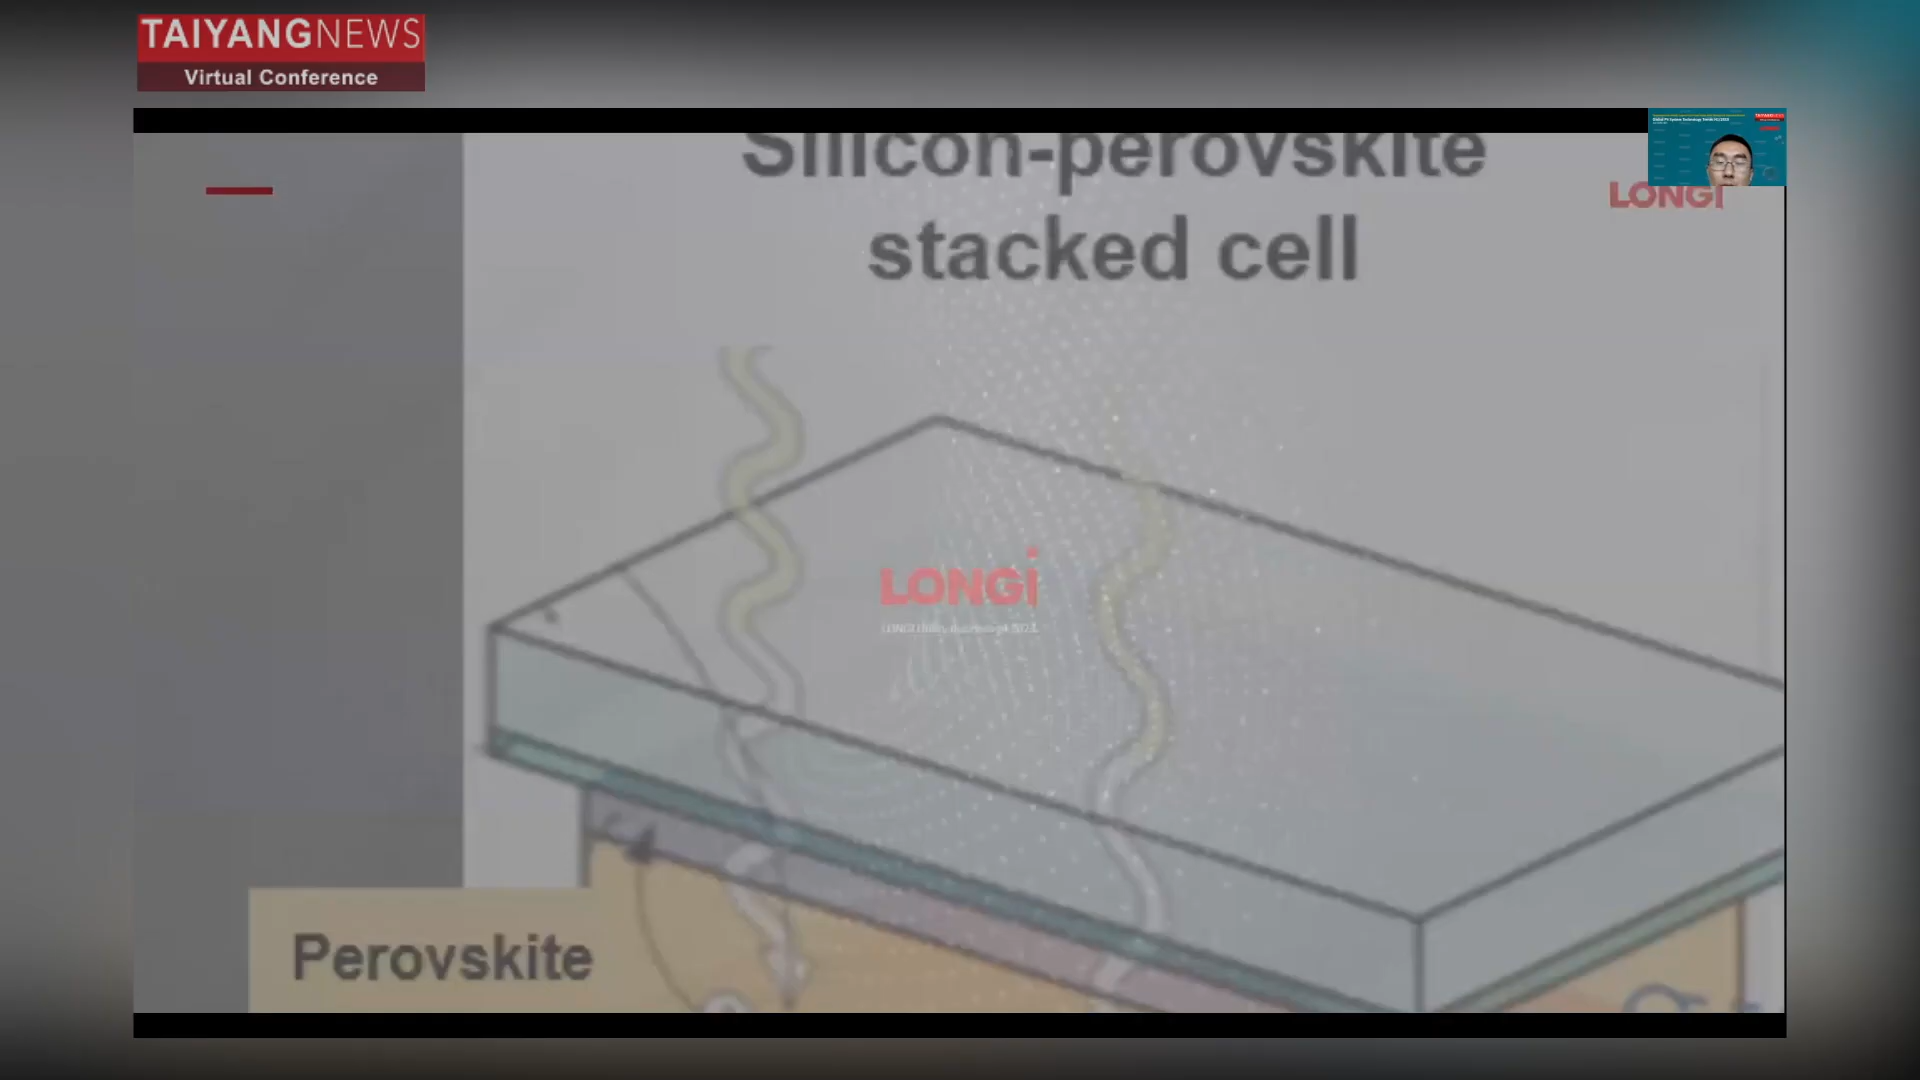 TAIYANGNEWS
Virtual Conference
Silicon-perovskite
stacked cell
LONGi
LONGi
Perovskite